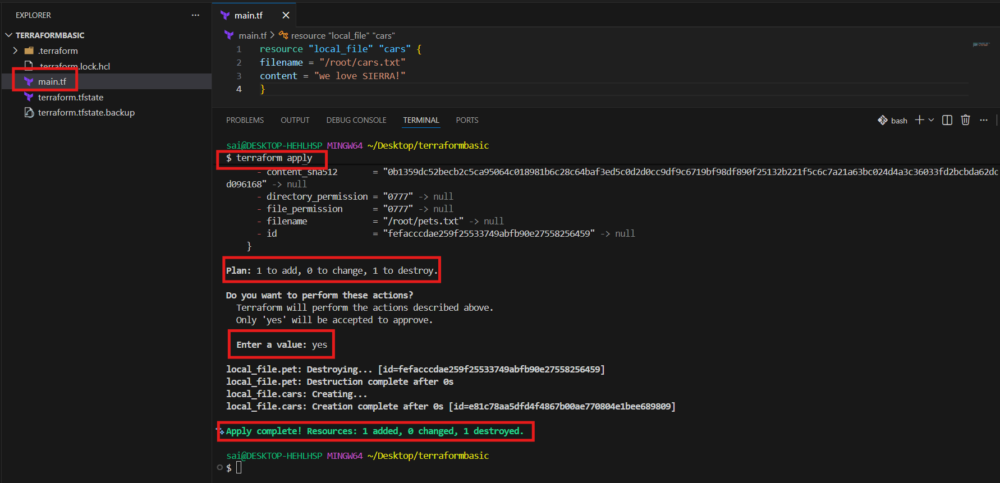 EXPLORER
TERRAFORMBASIC
.terraform
.terraform.lock.hcl
main.tf
terraform.tfstate
terraform.tfstate.backup
main.tf
main.tf > resource "local_file" "cars"
1 resource "local_file" "cars" {
2 filename = "/root/cars.txt"
3 content = "we love SIERRA!"
4 }
PROBLEMS OUTPUT DEBUG CONSOLE TERMINAL PORTS
bash
sai@DESKTOP-HEHLHSP MINGW64 ~/Desktop/terraformbasic
$ terraform apply
- content_sha512 = "0b1359dc52becb2c5ca95064c018981b6c28c64baf3ed5c0d2d0cc9df9c6719bf98df890f25132b221f5c6c7a21a63bc024d4a3c36033fd2bcbda62dc
d096168" -> null
- directory_permission = "0777" -> null
- file_permission = "0777" -> null
- filename = "/root/pets.txt" -> null
- id = "fefacccdae259f25533749abfb90e27558256459" -> null
}
Plan: 1 to add, 0 to change, 1 to destroy.
Do you want to perform these actions?
Terraform will perform the actions described above.
Only 'yes' will be accepted to approve.
Enter a value: yes
local_file.pet: Destroying... [id=fefacccdae259f25533749abfb90e27558256459]
local_file.pet: Destruction complete after 0s
local_file.cars: Creating...
local_file.cars: Creation complete after 0s [id=e81c78aa5dfd4f4867b00ae770804e1bee689809]
Apply complete! Resources: 1 added, 0 changed, 1 destroyed.
sai@DESKTOP-HEHLHSP MINGW64 ~/Desktop/terraformbasic
$